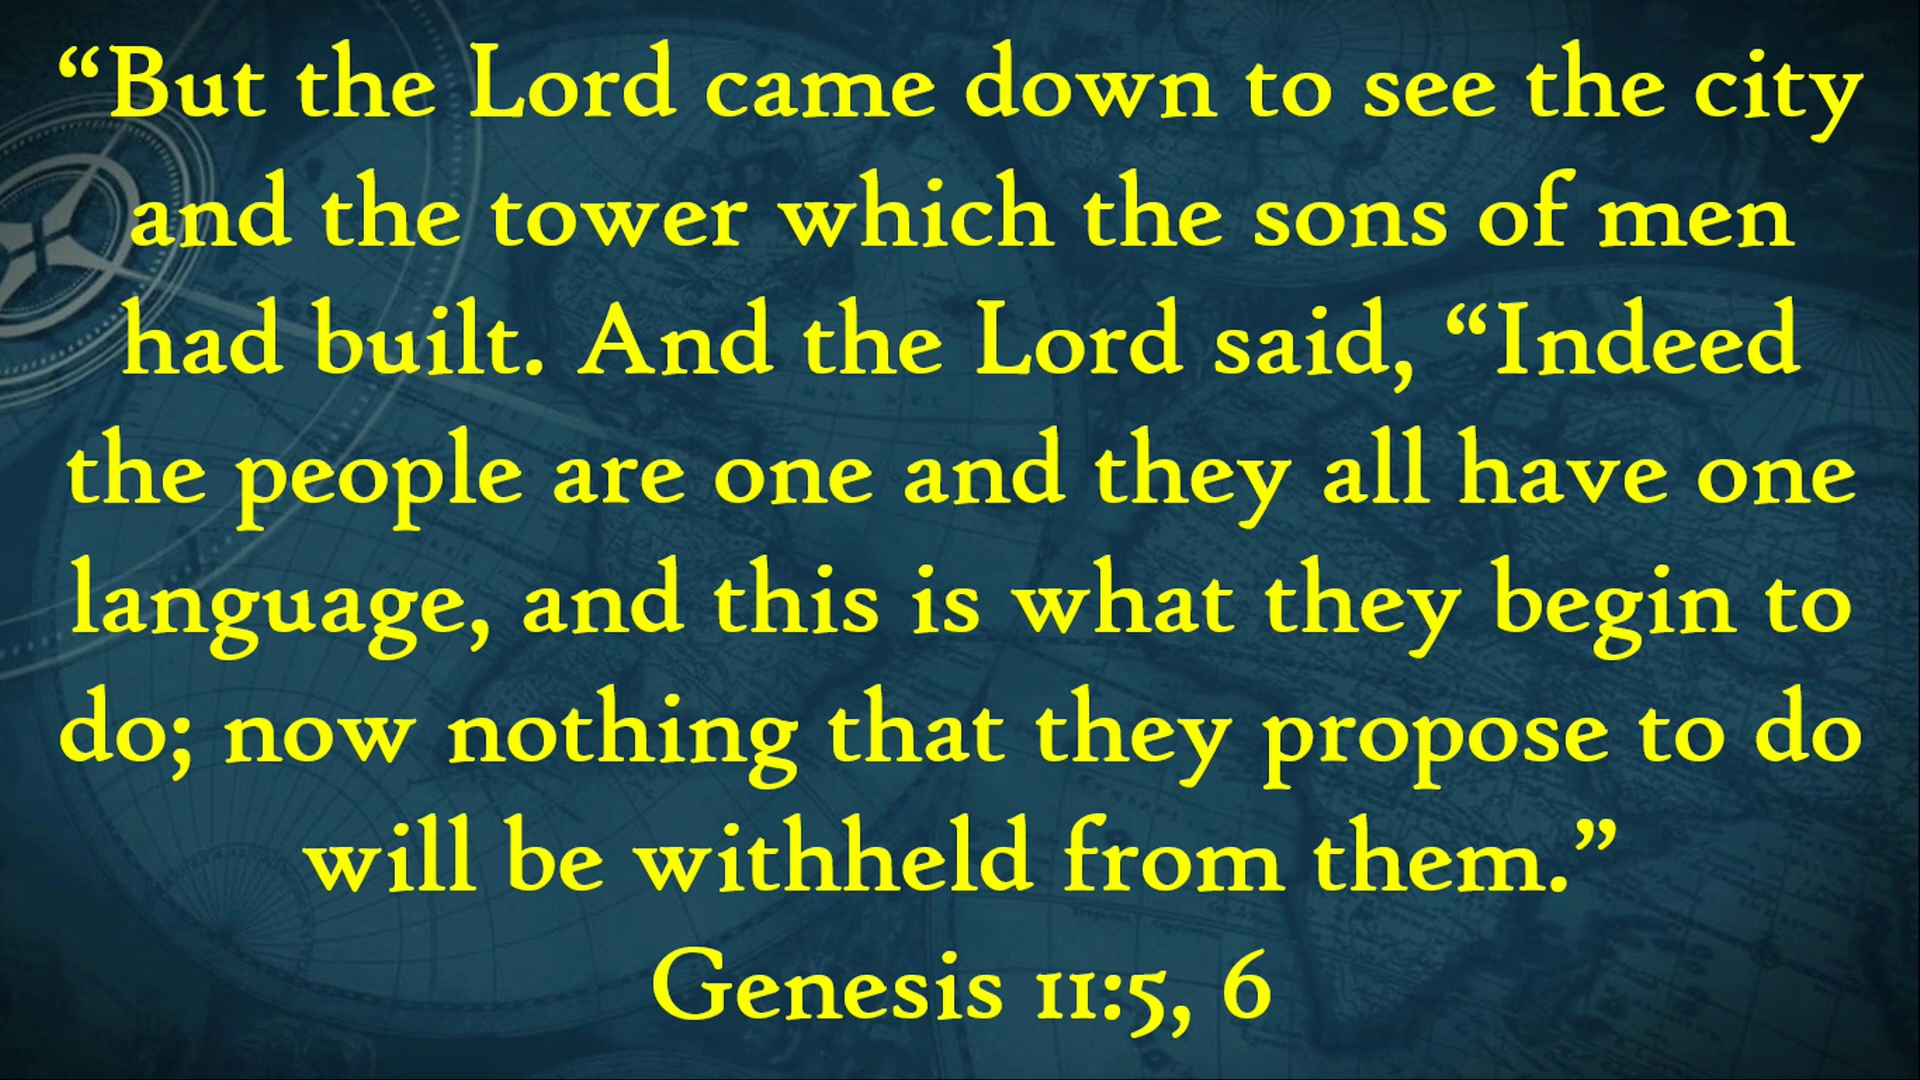 “But the Lord came down to see the city
and the tower which the sons of men
had built. And the Lord said, “Indeed
the people are one and they all have one
language, and this is what they begin to
do; now nothing that they propose to do
will be withheld from them.”
Genesis 11:5, 6